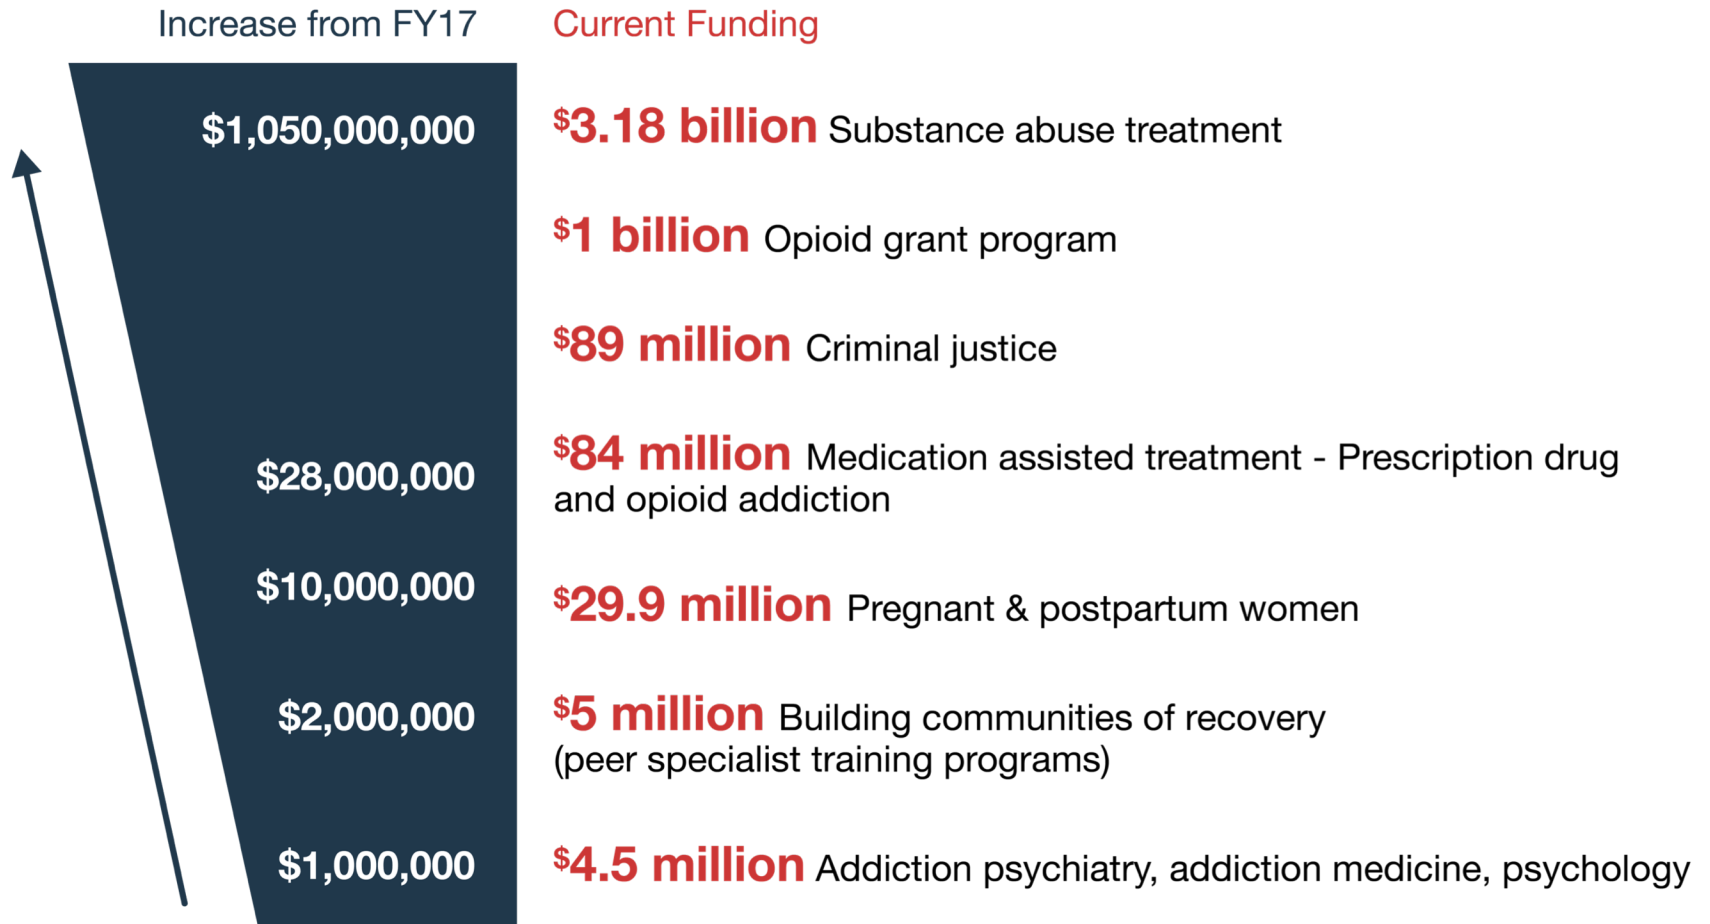 Increase from FY17 Current Funding
$1,050,000,000 $3.18 billion Substance abuse treatment
$1 billion Opioid grant program
$89 million Criminal justice
$28,000,000 $84 million Medication assisted treatment - Prescription drug
and opioid addiction
$10,000,000 $29.9 million Pregnant & postpartum women
$2,000,000 $5 million Building communities of recovery
(peer specialist training programs)
$1,000,000 $4.5 million Addiction psychiatry, addiction medicine, psychology